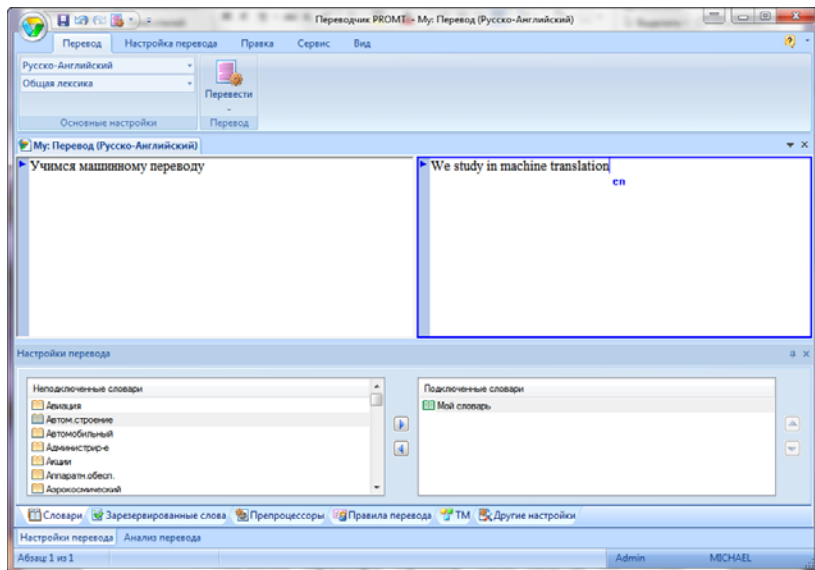 Переводчик PROMT - My: Перевод (Русско-Английский)
Перевод Настройка перевода Правка Сервис Вид
Русско-Английский
Общая лексика
Перевести
Основные настройки Перевод
My: Перевод (Русско-Английский)
Учимся машинному переводу
We study in machine translation
сп
Настройки перевода
Неподключенные словари
Авиация
Автом.строение
Автомобильный
Администрир-е
Акции
Аппаратн.обесп.
Аэрокосмический
Подключенные словари
Мой словарь
Словари Зарезервированные слова Препроцессоры Правила перевода ТМ Другие настройки
Настройки перевода Анализ перевода
Абзац 1 из 1 Admin MICHAEL